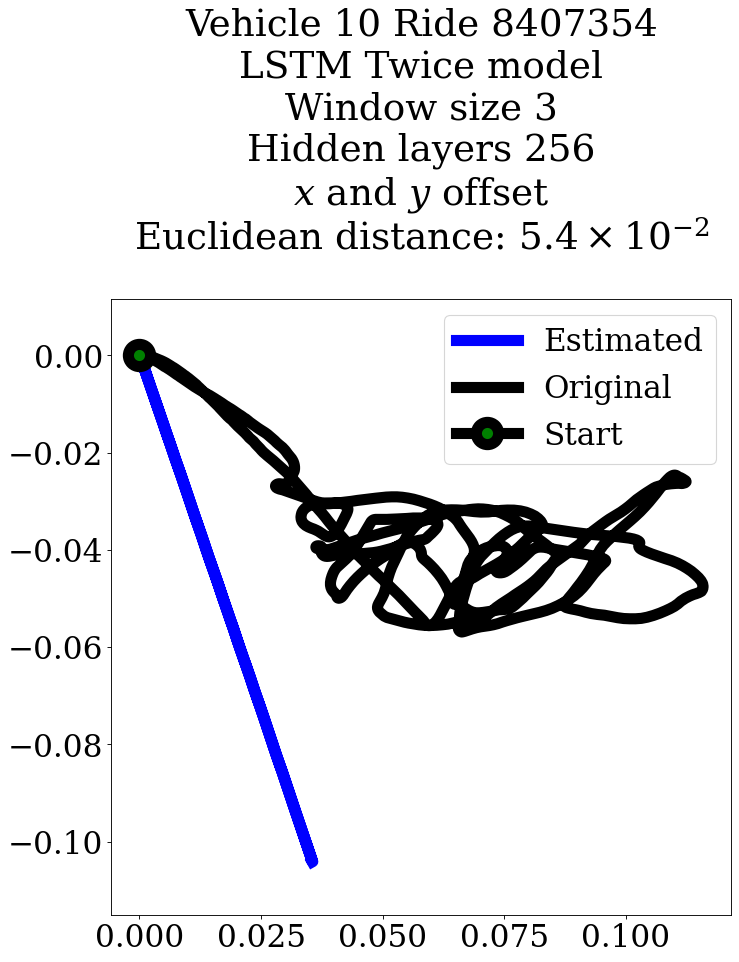 Vehicle 10 Ride 8407354
LSTM Twice model
Window size 3
Hidden layers 256
x and y offset
Euclidean distance: 5.4 × 10⁻²
Estimated
Original
Start
0.00
−0.02
−0.04
−0.06
−0.08
−0.10
0.000 0.025 0.050 0.075 0.100